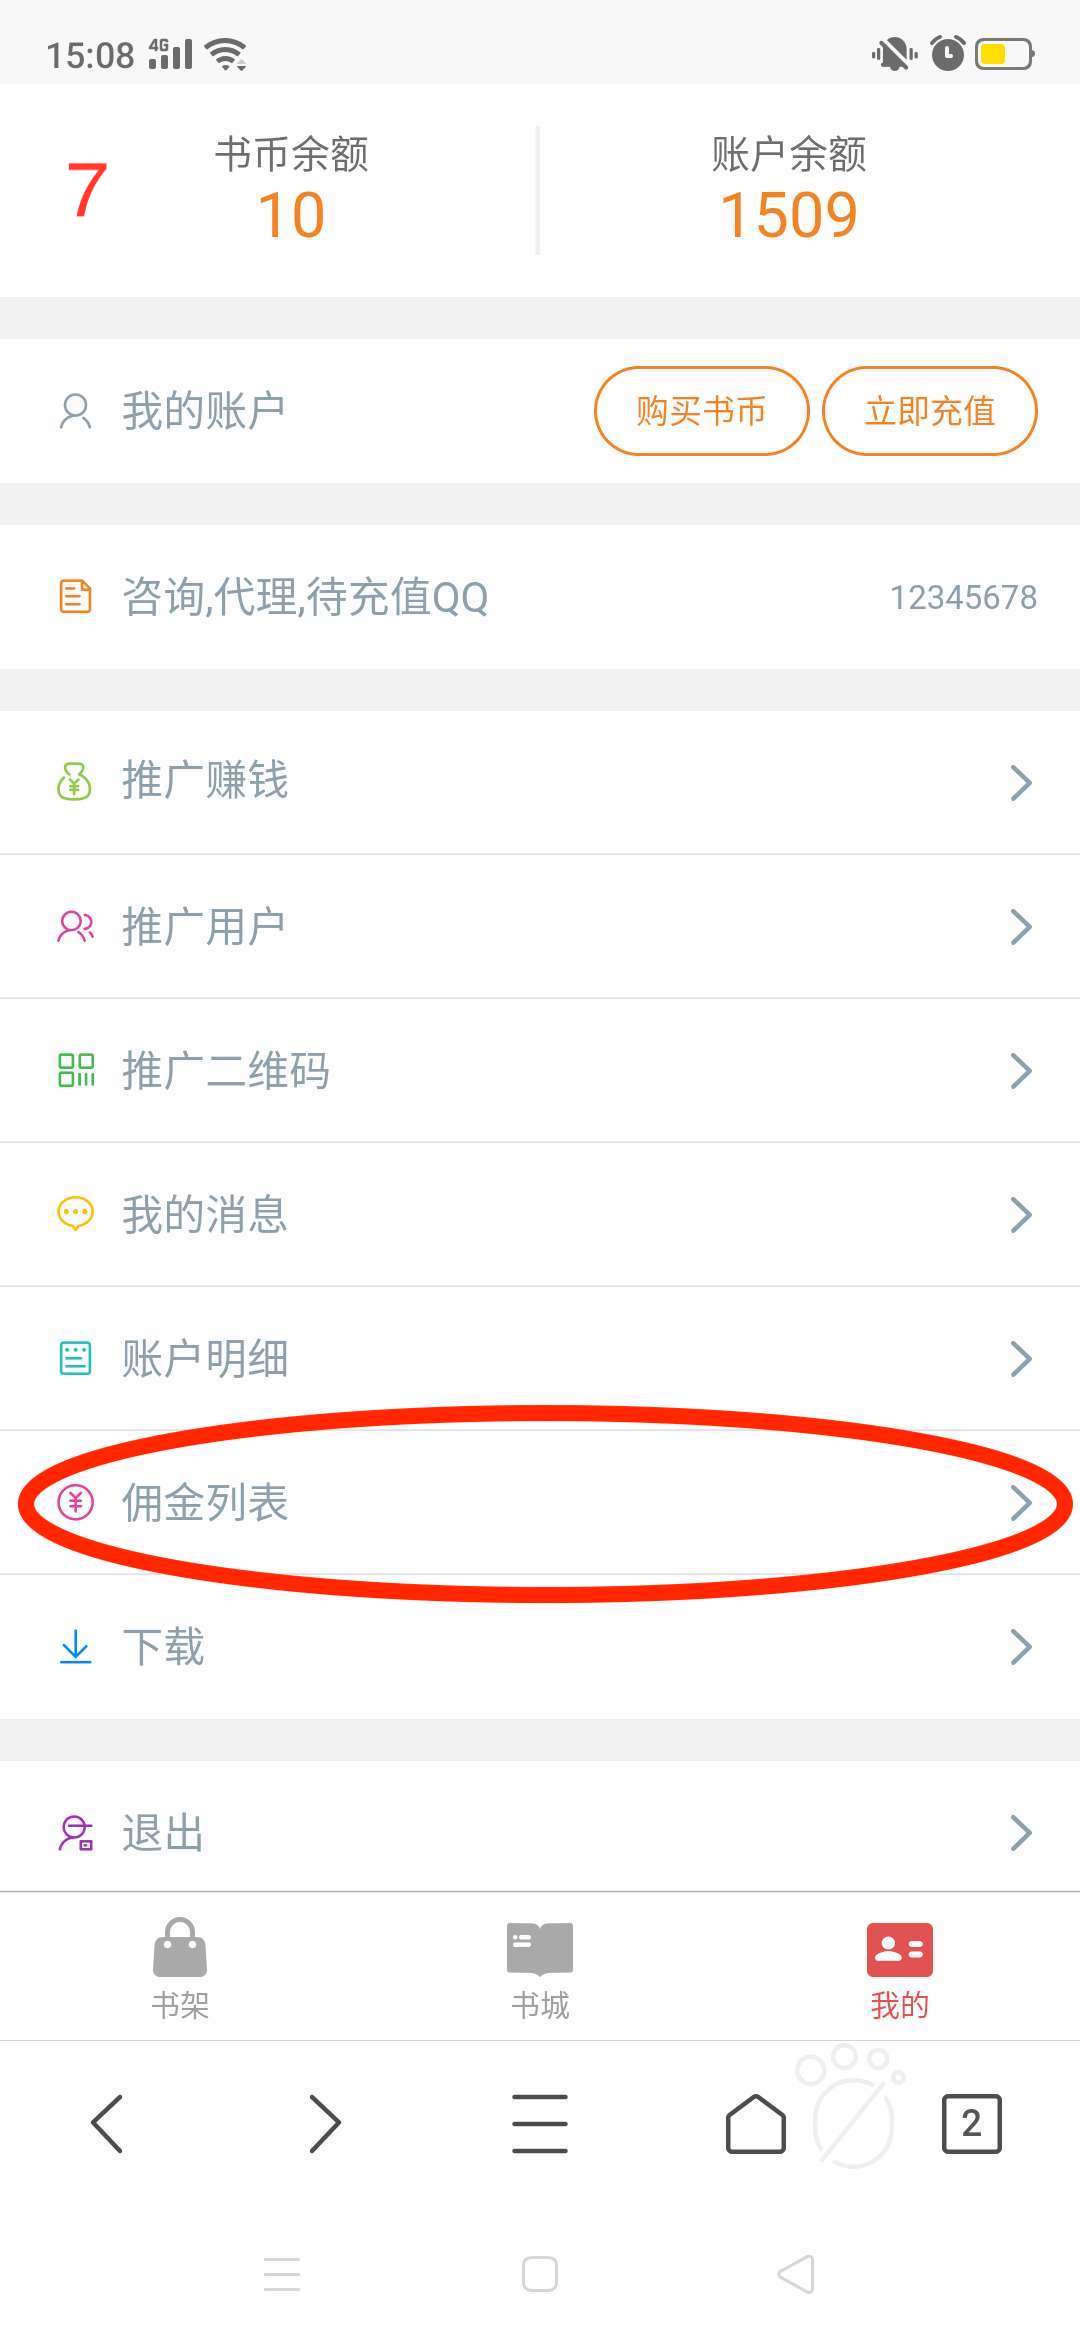 15:08 4G
7
书币余额
10
账户余额
1509
我的账户
购买书币
立即充值
咨询,代理,待充值QQ
12345678
推广赚钱
推广用户
推广二维码
我的消息
账户明细
佣金列表
下载
退出
书架
书城
我的
2